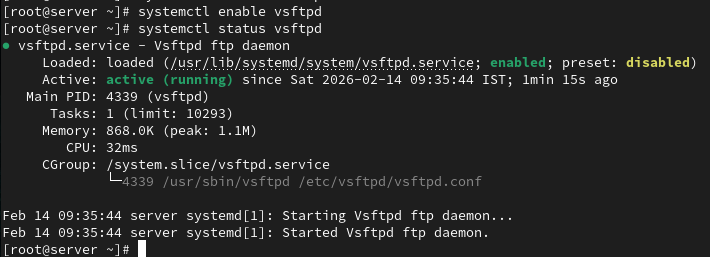 [root@server ~]# systemctl enable vsftpd
[root@server ~]# systemctl status vsftpd
● vsftpd.service - Vsftpd ftp daemon
     Loaded: loaded (/usr/lib/systemd/system/vsftpd.service; enabled; preset: disabled)
     Active: active (running) since Sat 2026-02-14 09:35:44 IST; 1min 15s ago
   Main PID: 4339 (vsftpd)
      Tasks: 1 (limit: 10293)
     Memory: 868.0K (peak: 1.1M)
        CPU: 32ms
     CGroup: /system.slice/vsftpd.service
             └─4339 /usr/sbin/vsftpd /etc/vsftpd/vsftpd.conf

Feb 14 09:35:44 server systemd[1]: Starting Vsftpd ftp daemon...
Feb 14 09:35:44 server systemd[1]: Started Vsftpd ftp daemon.
[root@server ~]#